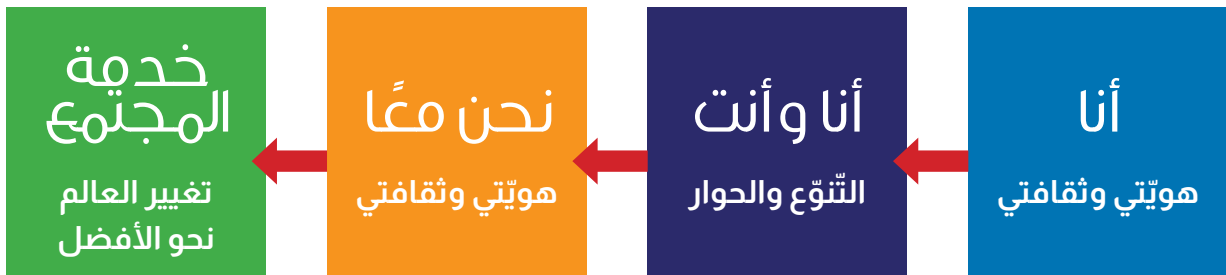 أنا
هويّتي وثقافتي
أنا وأنت
التّنوّع والحوار
نحن معًا
هويّتي وثقافتي
خدمة
المجتمع
تغيير العالم
نحو الأفضل